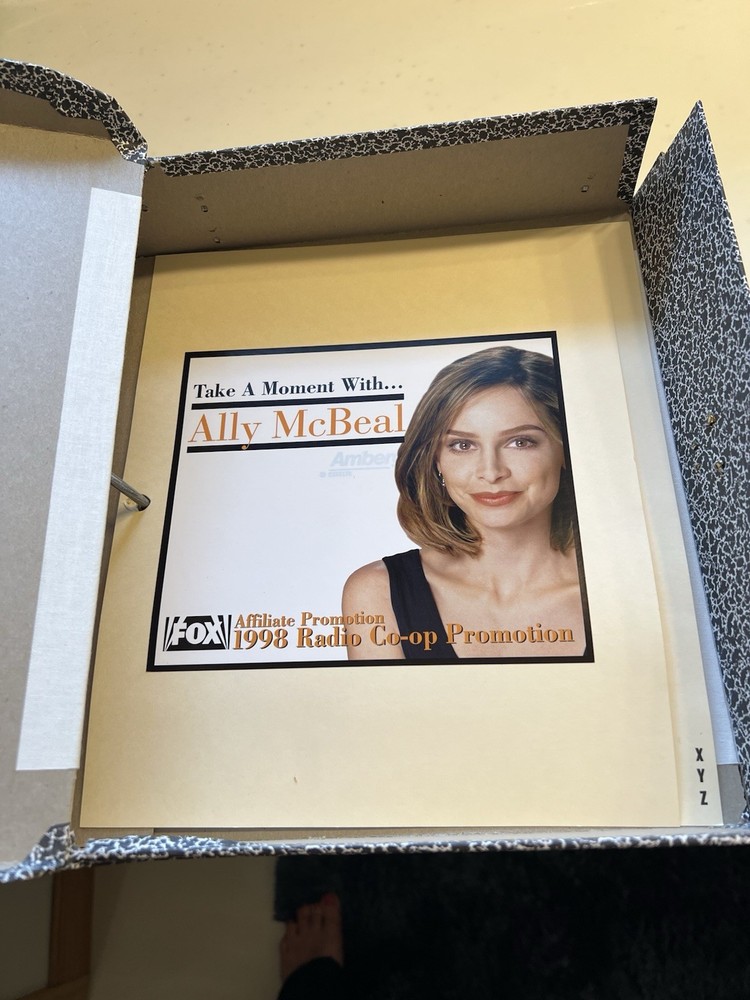 Take A Moment With...
Ally McBeal
Amber
FOX
Affiliate Promotion
1998 Radio Co-op Promotion
X
Y
Z